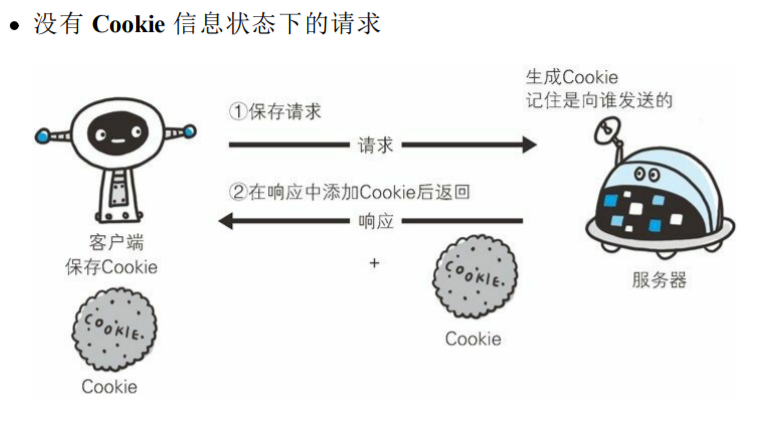 • 没有 Cookie 信息状态下的请求
生成Cookie
记住是向谁发送的
①保存请求
请求
②在响应中添加Cookie后返回
响应
客户端
保存Cookie
+
COOKIE.
服务器
Cookie
COOKIE.
Cookie